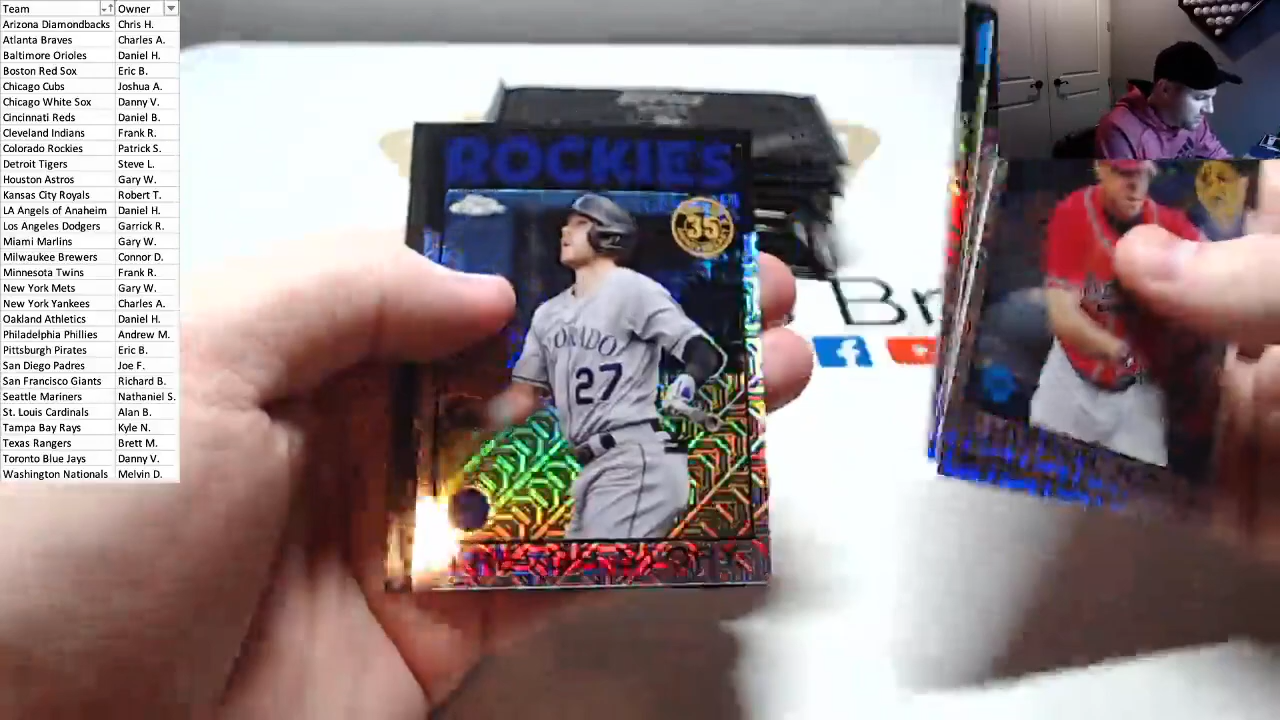 Team Owner
Arizona Diamondbacks Chris H.
Atlanta Braves Charles A.
Baltimore Orioles Daniel H.
Boston Red Sox Eric B.
Chicago Cubs Joshua A.
Chicago White Sox Danny V.
Cincinnati Reds Daniel B.
Cleveland Indians Frank R.
Colorado Rockies Patrick S.
Detroit Tigers Steve L.
Houston Astros Gary W.
Kansas City Royals Robert T.
LA Angels of Anaheim Daniel H.
Los Angeles Dodgers Garrick R.
Miami Marlins Gary W.
Milwaukee Brewers Connor D.
Minnesota Twins Frank R.
New York Mets Gary W.
New York Yankees Charles A.
Oakland Athletics Daniel H.
Philadelphia Phillies Andrew M.
Pittsburgh Pirates Eric B.
San Diego Padres Joe F.
San Francisco Giants Richard B.
Seattle Mariners Nathaniel S.
St. Louis Cardinals Alan B.
Tampa Bay Rays Kyle N.
Texas Rangers Brett M.
Toronto Blue Jays Danny V.
Washington Nationals Melvin D.
ROCKIES
35
27
Br